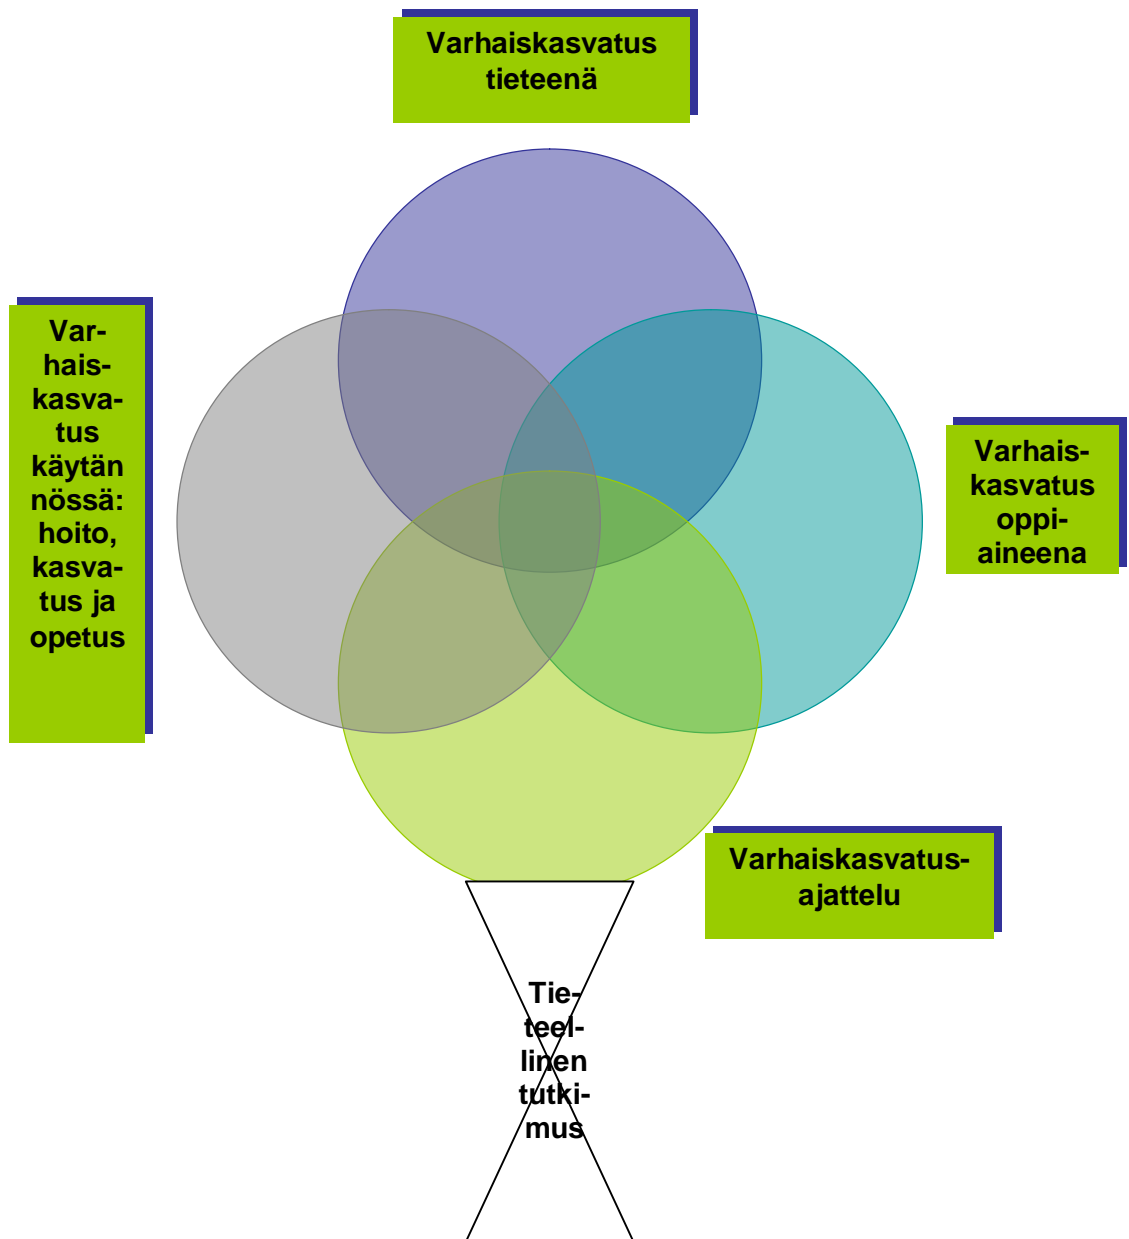 Varhaiskasvatus
tieteenä
Var-
hais-
kasva-
tus
käytän
nössä:
hoito,
kasva-
tus ja
opetus
Varhais-
kasvatus
oppi-
aineena
Varhaiskasvatus-
ajattelu
Tie-
teel-
linen
tutki-
mus